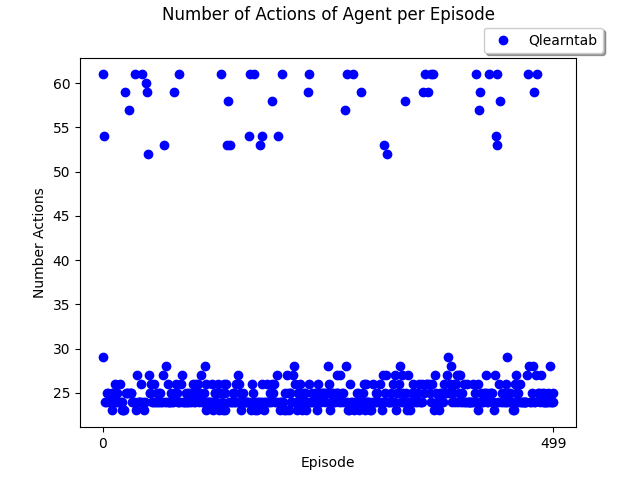 Number of Actions of Agent per Episode
Qlearntab
60
55
50
45
40
35
30
25
Number Actions
0
499
Episode